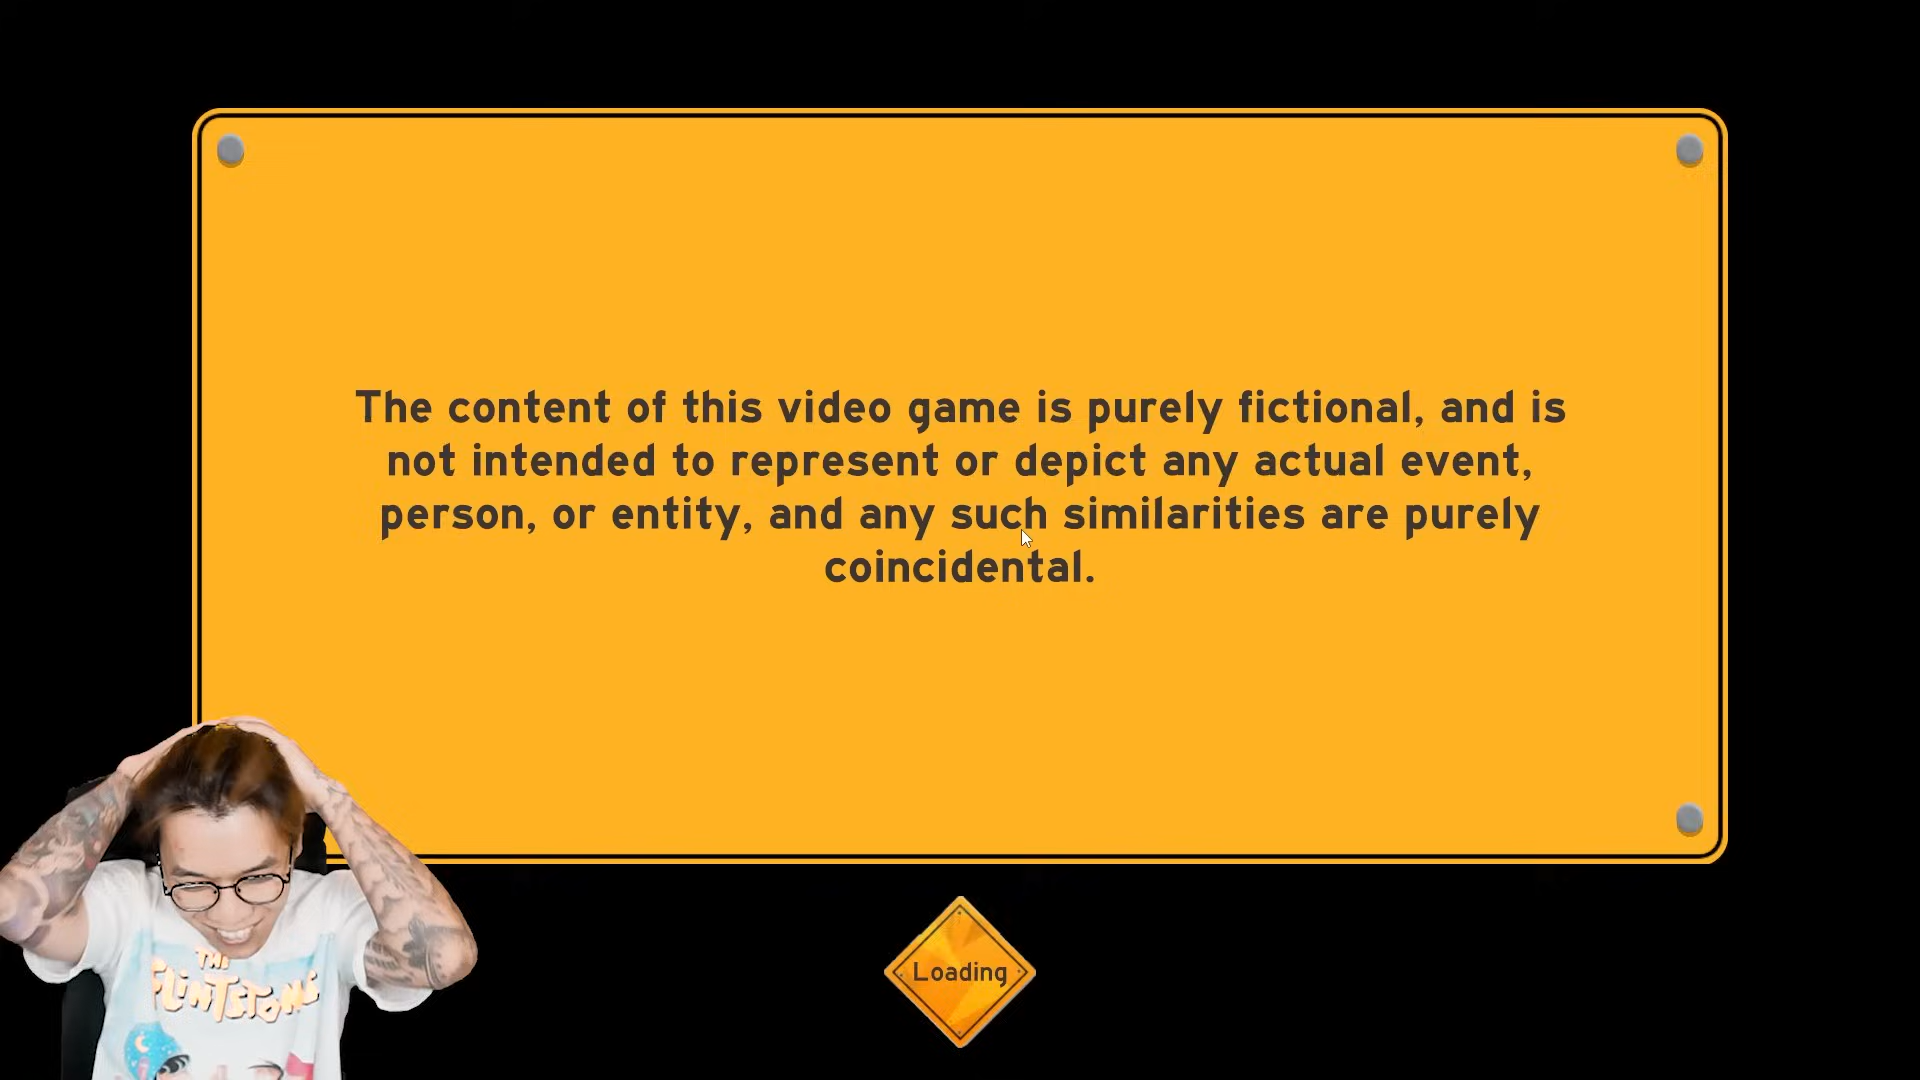 The content of this video game is purely fictional, and is
not intended to represent or depict any actual event,
person, or entity, and any such similarities are purely
coincidental.
Loading
THE
FLINTSTONES